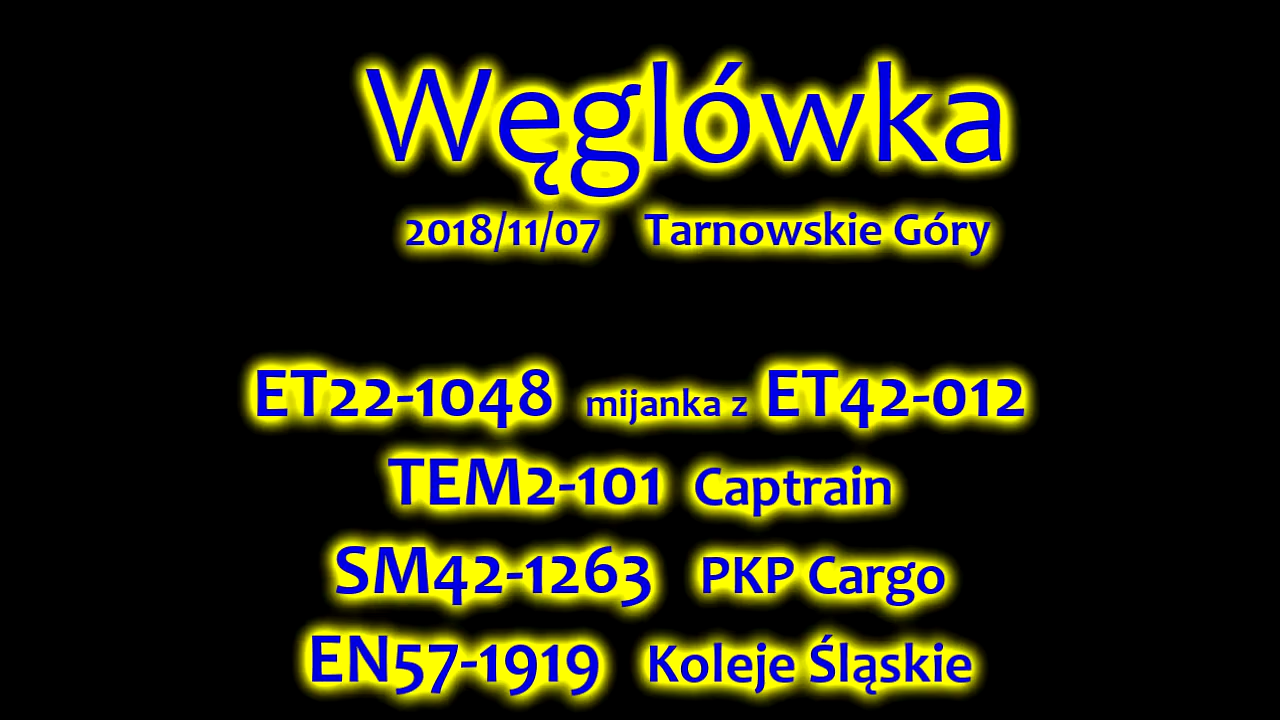 Węglówka
2018/11/07 Tarnowskie Góry
ET22-1048 mijanka z ET42-012
TEM2-101 Captrain
SM42-1263 PKP Cargo
EN57-1919 Koleje Śląskie